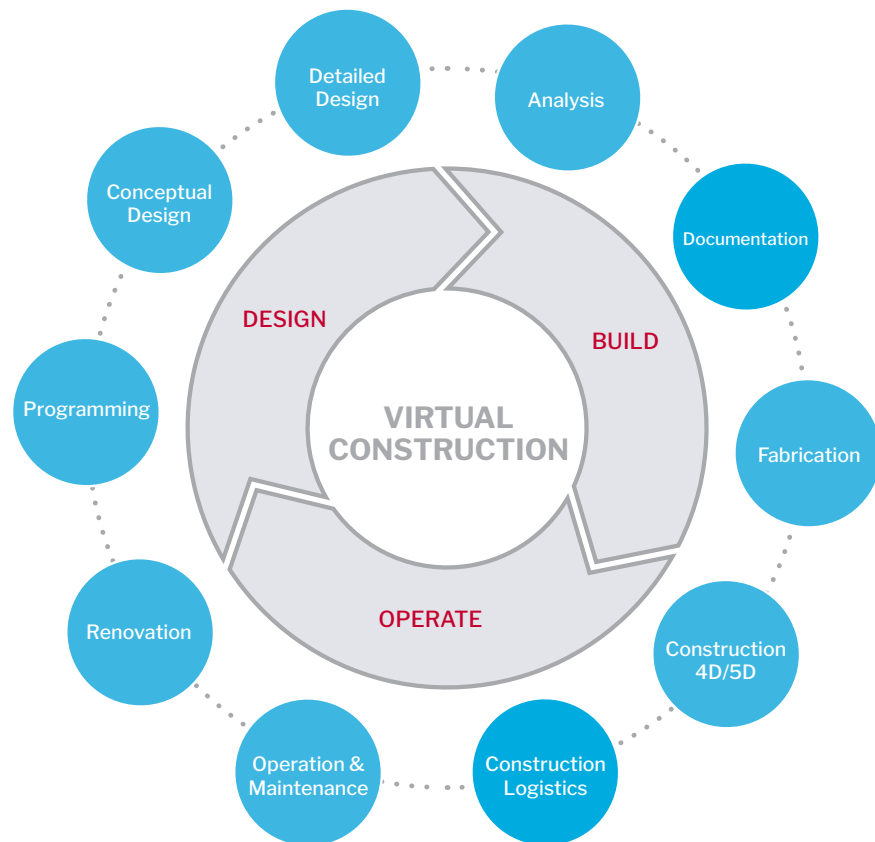 Detailed
Design
Analysis
Conceptual
Design
Documentation
DESIGN
BUILD
Programming
VIRTUAL
CONSTRUCTION
Fabrication
OPERATE
Renovation
Construction
4D/5D
Operation &
Maintenance
Construction
Logistics